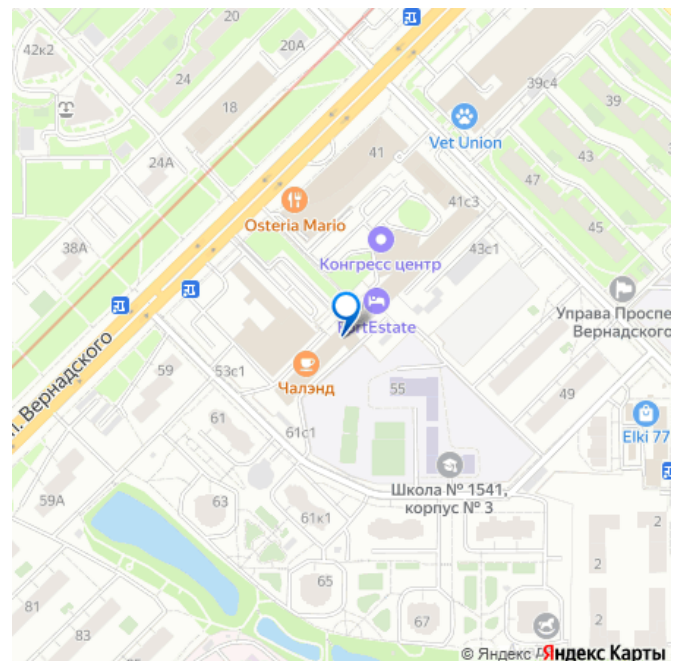 20
42к2
20А
24
18
39с4
39
Vet Union
41
43
24А
47
41с3
Osteria Mario
45
38А
Конгресс центр
43с1
PortEstate
Управа Проспе
Вернадского
л. Вернадского
59
53с1
Чалэнд
55
49
61
61с1
Elki 77
Школа № 1541,
корпус № 3
59А
63
61к1
2
2
65
81
67
2
83
© Яндекс
Яндекс Карты